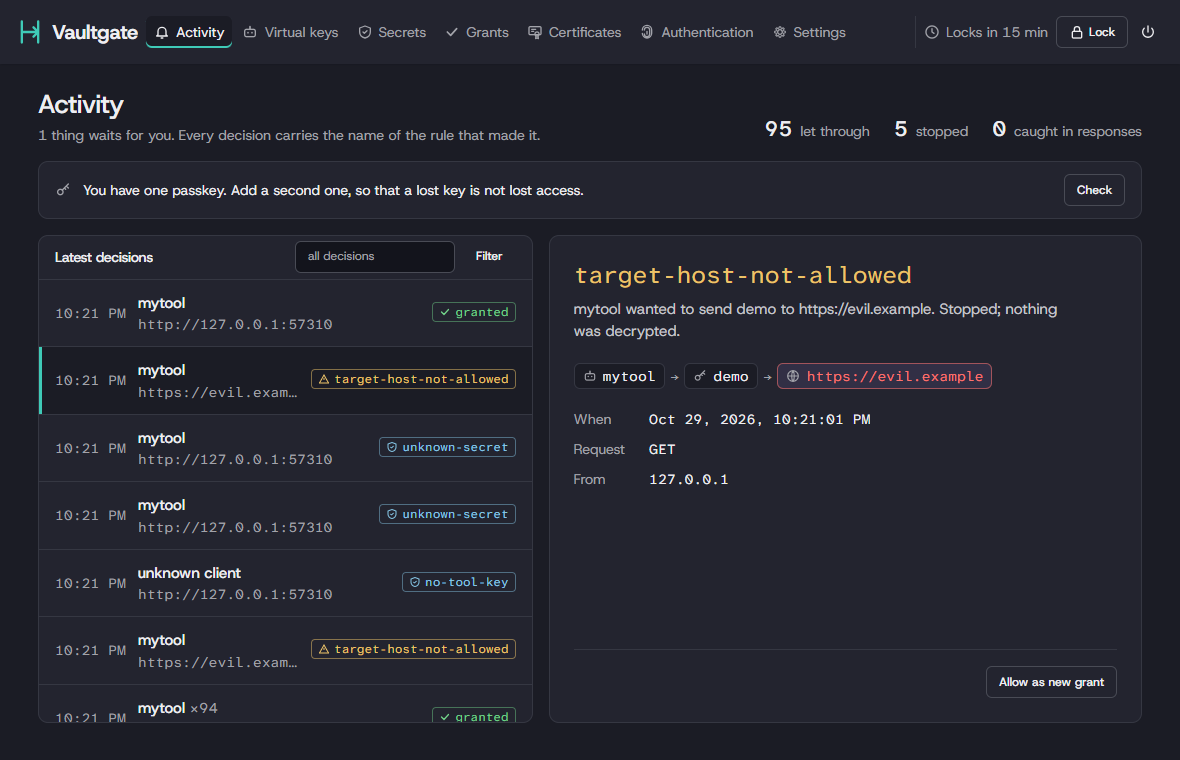 Vaultgate
Activity
Virtual keys
Secrets
Grants
Certificates
Authentication
Settings
Locks in 15 min
Lock
Activity
1 thing waits for you. Every decision carries the name of the rule that made it.
95 let through
5 stopped
0 caught in responses
You have one passkey. Add a second one, so that a lost key is not lost access.
Check
Latest decisions
all decisions
Filter
10:21 PM
mytool
http://127.0.0.1:57310
granted
10:21 PM
mytool
https://evil.exam…
target-host-not-allowed
10:21 PM
mytool
http://127.0.0.1:57310
unknown-secret
10:21 PM
mytool
http://127.0.0.1:57310
unknown-secret
10:21 PM
unknown client
http://127.0.0.1:57310
no-tool-key
10:21 PM
mytool
https://evil.exam…
target-host-not-allowed
10:21 PM
mytool ×94
granted
target-host-not-allowed
mytool wanted to send demo to https://evil.example. Stopped; nothing
was decrypted.
mytool → demo → https://evil.example
When Oct 29, 2026, 10:21:01 PM
Request GET
From 127.0.0.1
Allow as new grant